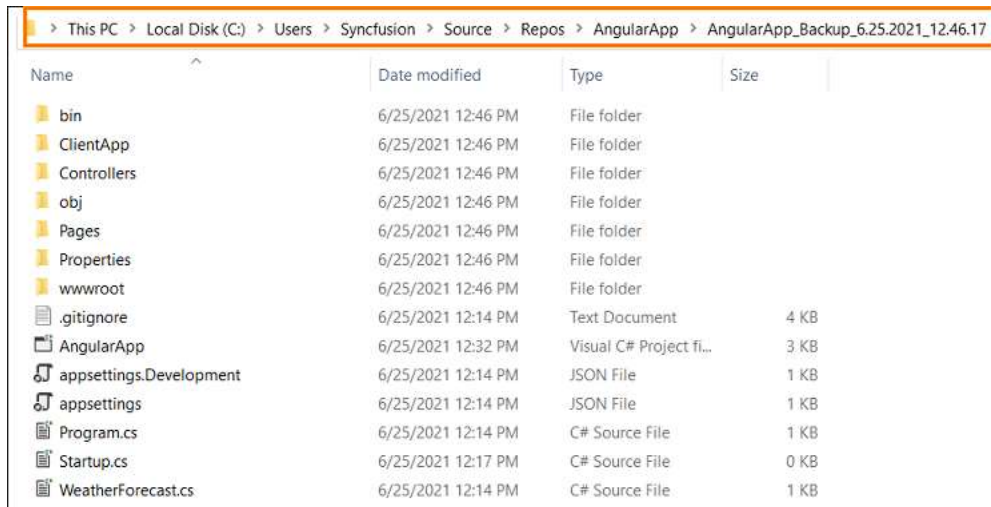 > This PC > Local Disk (C:) > Users > Syncfusion > Source > Repos > AngularApp > AngularApp_Backup_6.25.2021_12.46.17
Name Date modified Type Size
bin 6/25/2021 12:46 PM File folder
ClientApp 6/25/2021 12:46 PM File folder
Controllers 6/25/2021 12:46 PM File folder
obj 6/25/2021 12:46 PM File folder
Pages 6/25/2021 12:46 PM File folder
Properties 6/25/2021 12:46 PM File folder
wwwroot 6/25/2021 12:46 PM File folder
.gitignore 6/25/2021 12:14 PM Text Document 4 KB
AngularApp 6/25/2021 12:32 PM Visual C# Project fi... 3 KB
appsettings.Development 6/25/2021 12:14 PM JSON File 1 KB
appsettings 6/25/2021 12:14 PM JSON File 1 KB
Program.cs 6/25/2021 12:14 PM C# Source File 1 KB
Startup.cs 6/25/2021 12:17 PM C# Source File 0 KB
WeatherForecast.cs 6/25/2021 12:14 PM C# Source File 1 KB